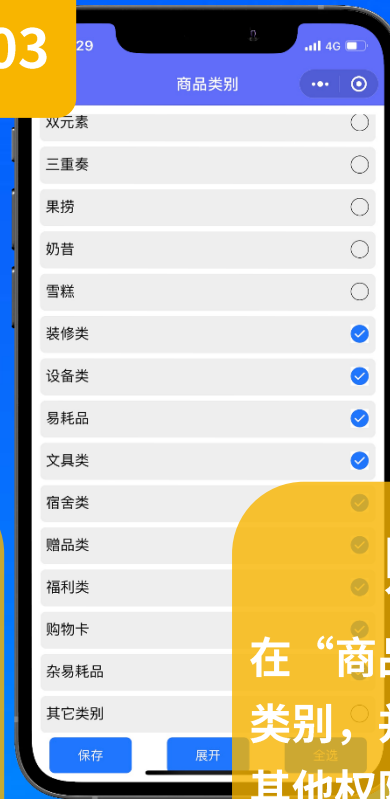 03
29
4G
商品类别
双元素
三重奏
果捞
奶昔
雪糕
装修类
设备类
易耗品
文具类
宿舍类
赠品类
福利类
购物卡
杂易耗品
其它类别
保存
展开
全选
在“商品
类别，
其他权